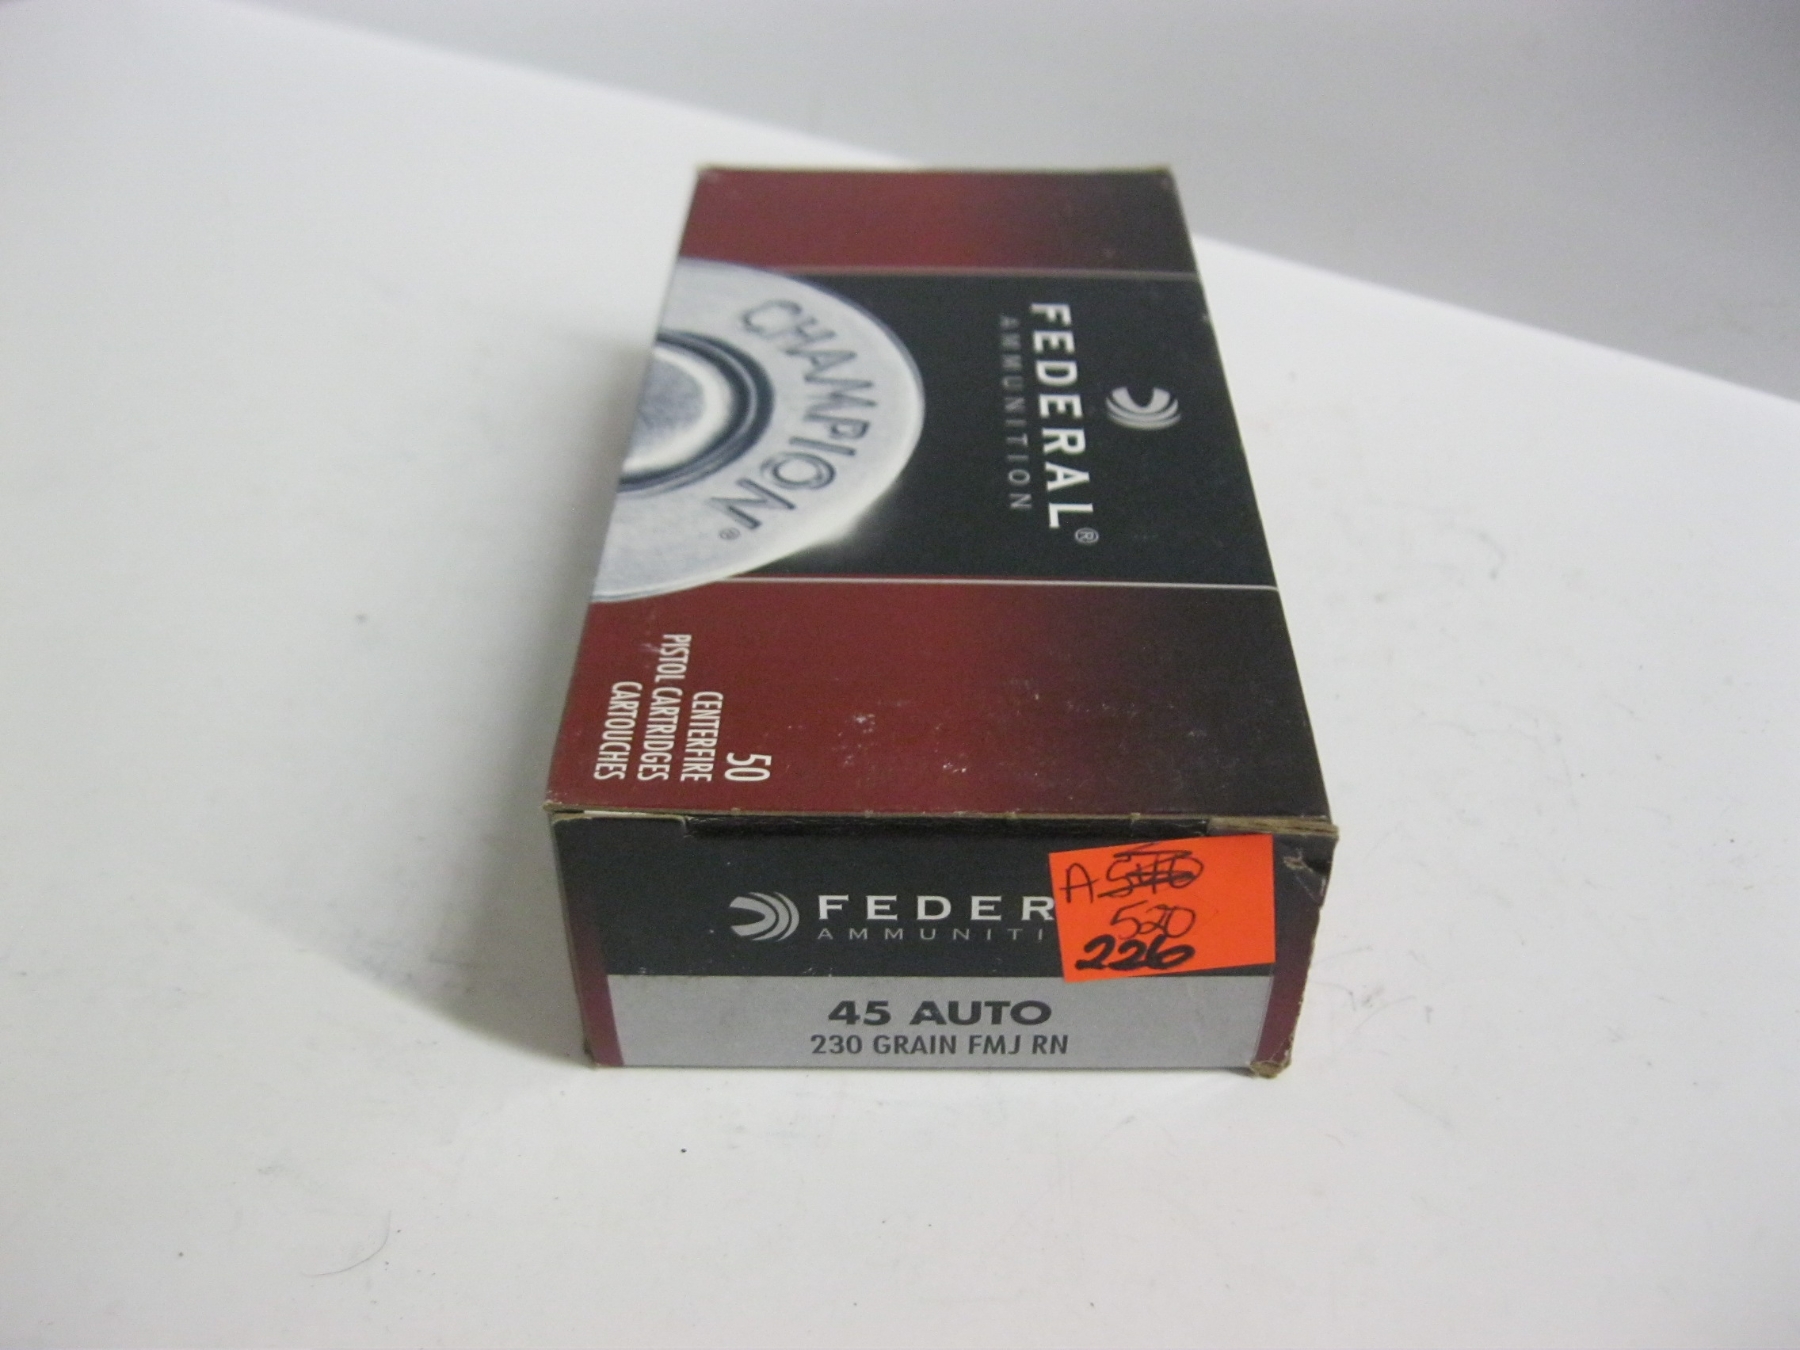 FEDERAL®
AMMUNITION
CHAMPION®
50
CENTERFIRE
PISTOL CARTRIDGES
CARTOUCHES
FEDER
AMMUNITI
A
520
226
45 AUTO
230 GRAIN FMJ RN